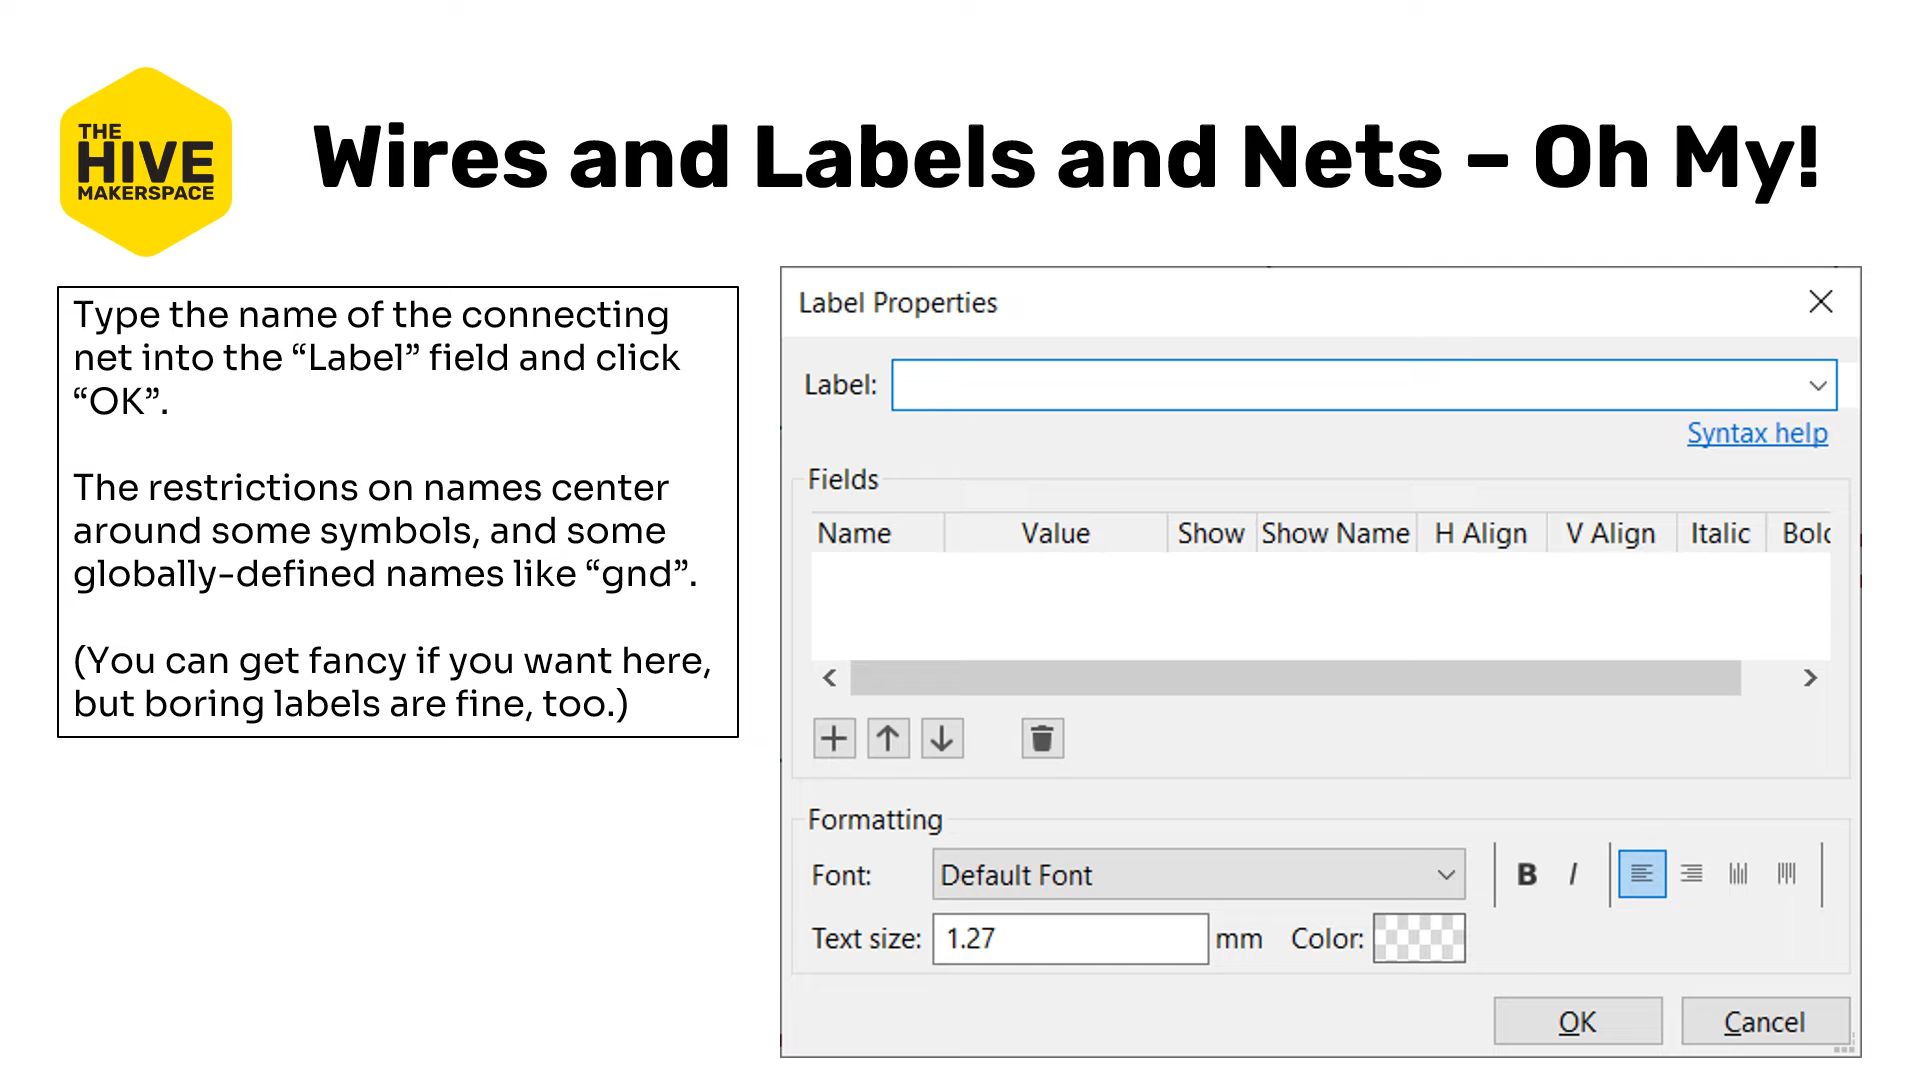 THE
HIVE
MAKERSPACE
Wires and Labels and Nets – Oh My!
Type the name of the connecting
net into the “Label” field and click
“OK”.
The restrictions on names center
around some symbols, and some
globally-defined names like “gnd”.
(You can get fancy if you want here,
but boring labels are fine, too.)
Label Properties
Label:
Syntax help
Fields
Name Value Show Show Name H Align V Align Italic Bold
Formatting
Font: Default Font B I
Text size: 1.27 mm Color:
OK Cancel